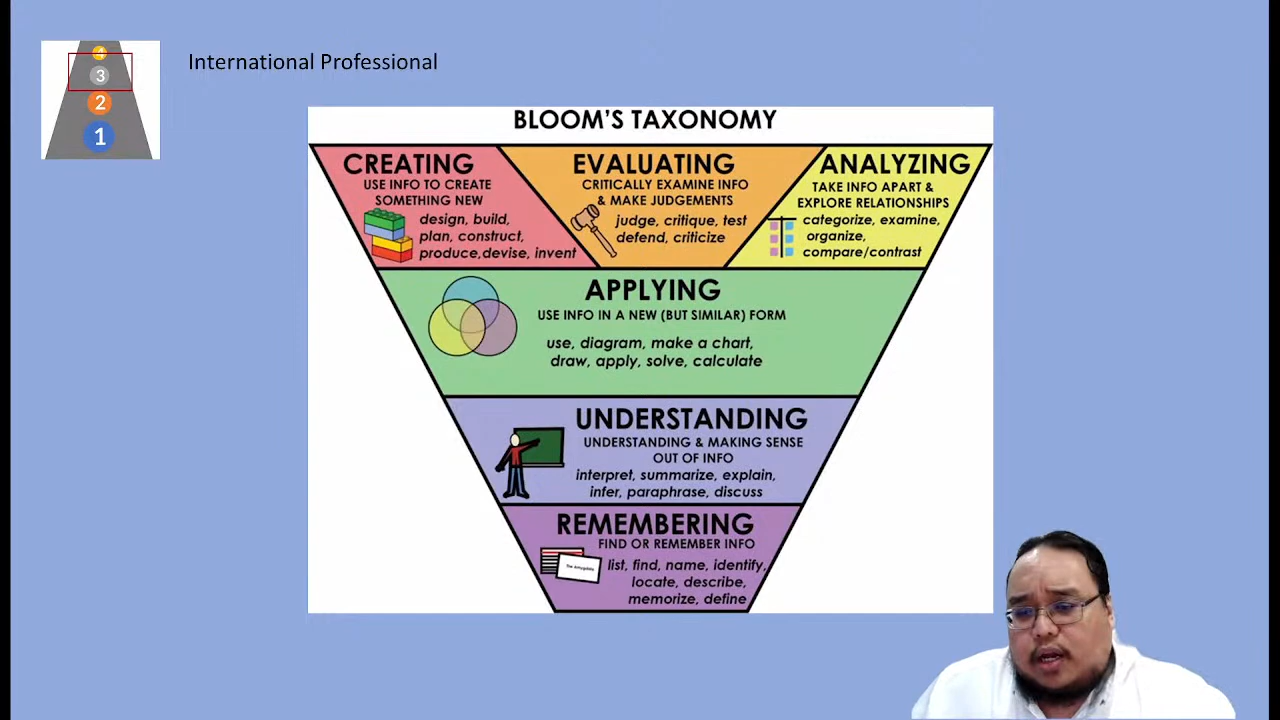 4
3
2
1
International Professional
BLOOM'S TAXONOMY
CREATING
USE INFO TO CREATE
SOMETHING NEW
design, build,
plan, construct,
produce,devise, invent
EVALUATING
CRITICALLY EXAMINE INFO
& MAKE JUDGEMENTS
judge, critique, test
defend, criticize
ANALYZING
TAKE INFO APART &
EXPLORE RELATIONSHIPS
categorize, examine,
organize,
compare/contrast
APPLYING
USE INFO IN A NEW (BUT SIMILAR) FORM
use, diagram, make a chart,
draw, apply, solve, calculate
UNDERSTANDING
UNDERSTANDING & MAKING SENSE
OUT OF INFO
interpret, summarize, explain,
infer, paraphrase, discuss
REMEMBERING
FIND OR REMEMBER INFO
The Amygdala
list, find, name, identify,
locate, describe,
memorize, define